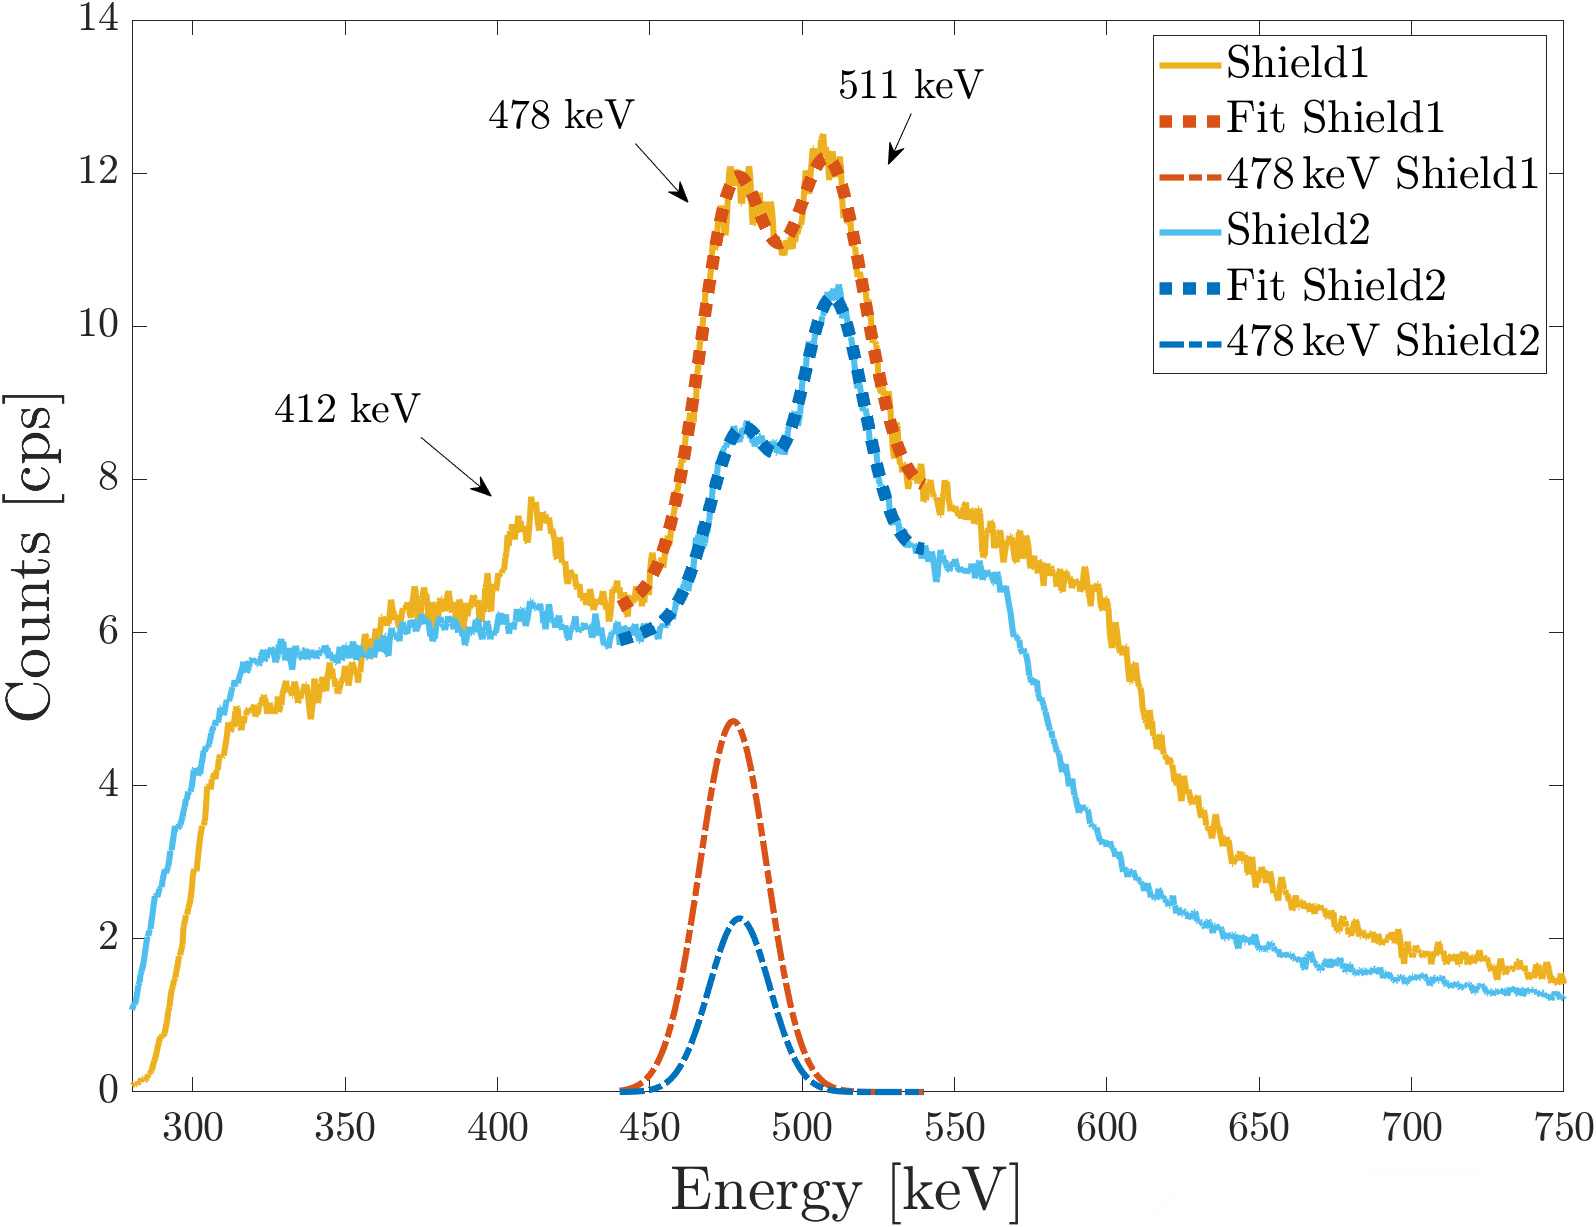 14
12
10
8
6
4
2
0
Counts [cps]
478 keV
511 keV
412 keV
Shield1
Fit Shield1
478 keV Shield1
Shield2
Fit Shield2
478 keV Shield2
300 350 400 450 500 550 600 650 700 750
Energy [keV]